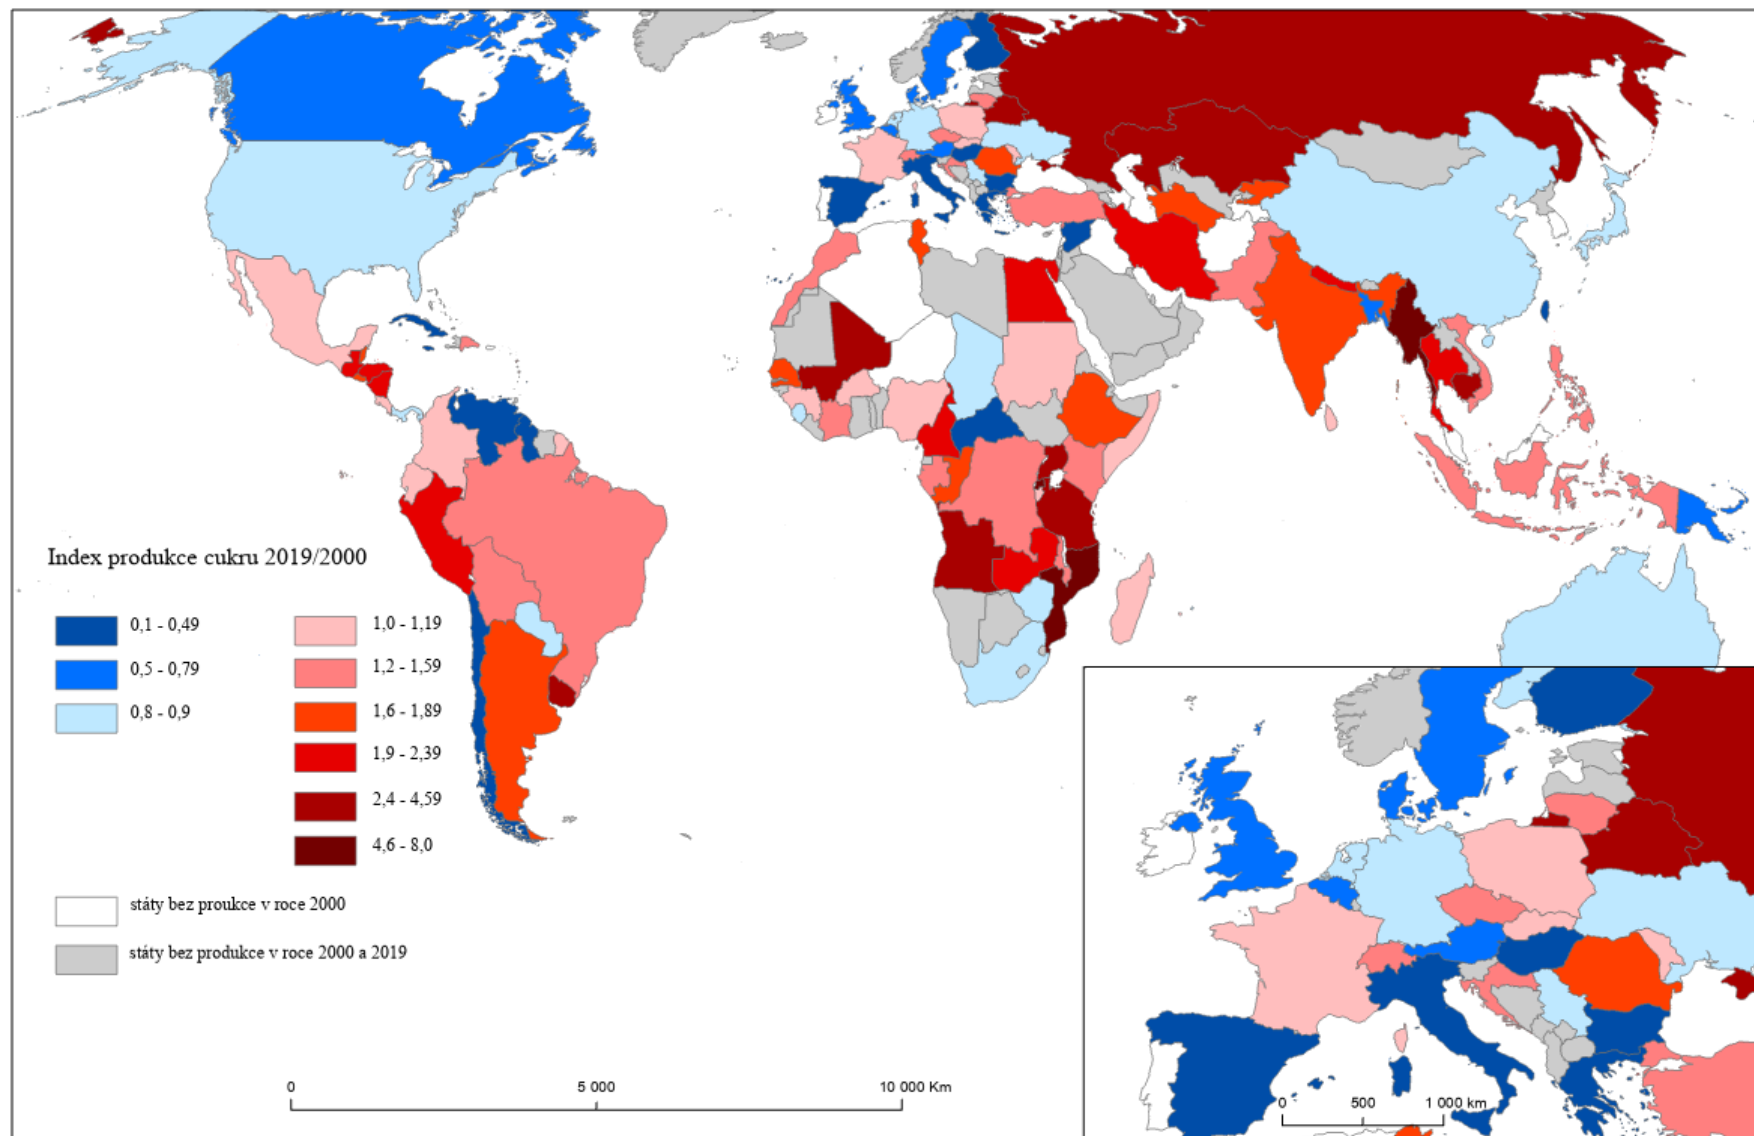 Index produkce cukru 2019/2000
0,1 - 0,49
0,5 - 0,79
0,8 - 0,9
1,0 - 1,19
1,2 - 1,59
1,6 - 1,89
1,9 - 2,39
2,4 - 4,59
4,6 - 8,0
státy bez proukce v roce 2000
státy bez produkce v roce 2000 a 2019
0 5 000 10 000 Km
0 500 1 000 km